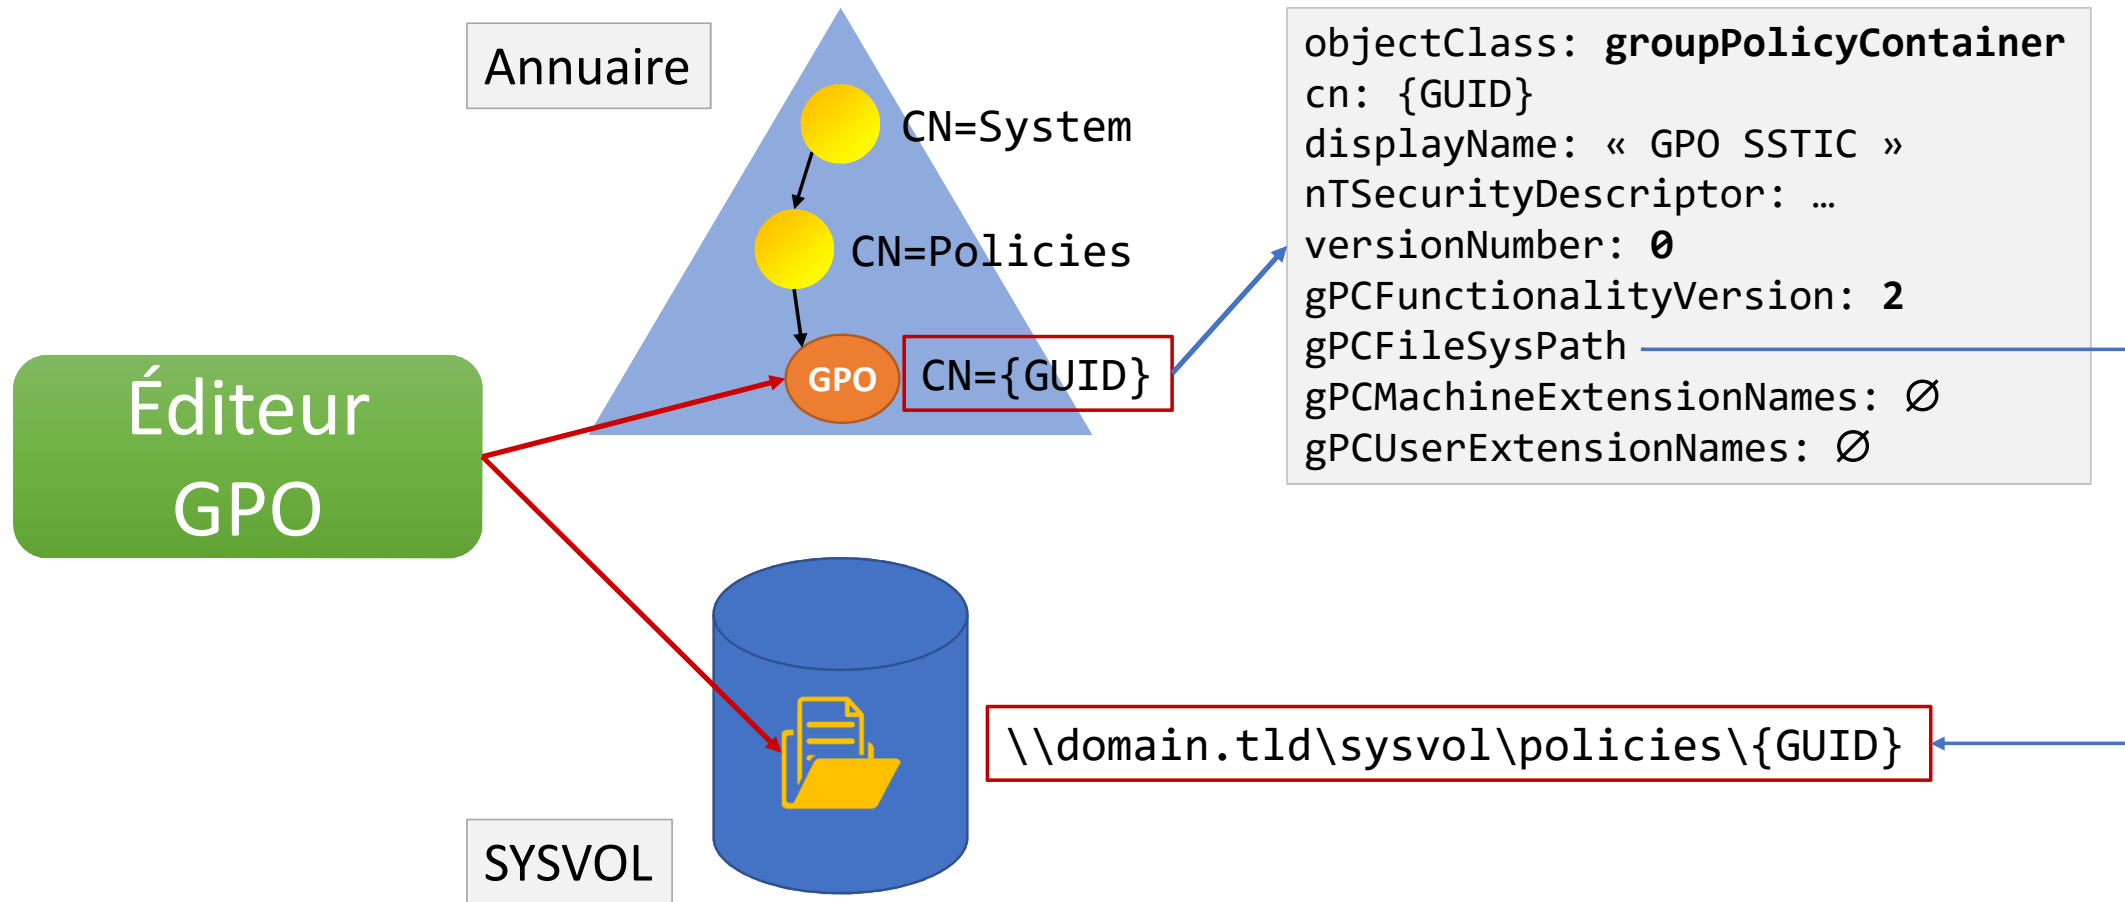 Annuaire
CN=System
CN=Policies
GPO
CN={GUID}
objectClass: groupPolicyContainer
cn: {GUID}
displayName: « GPO SSTIC »
nTSecurityDescriptor: …
versionNumber: 0
gPCFunctionalityVersion: 2
gPCFileSysPath
gPCMachineExtensionNames: ∅
gPCUserExtensionNames: ∅
Éditeur
GPO
\\domain.tld\sysvol\policies\{GUID}
SYSVOL